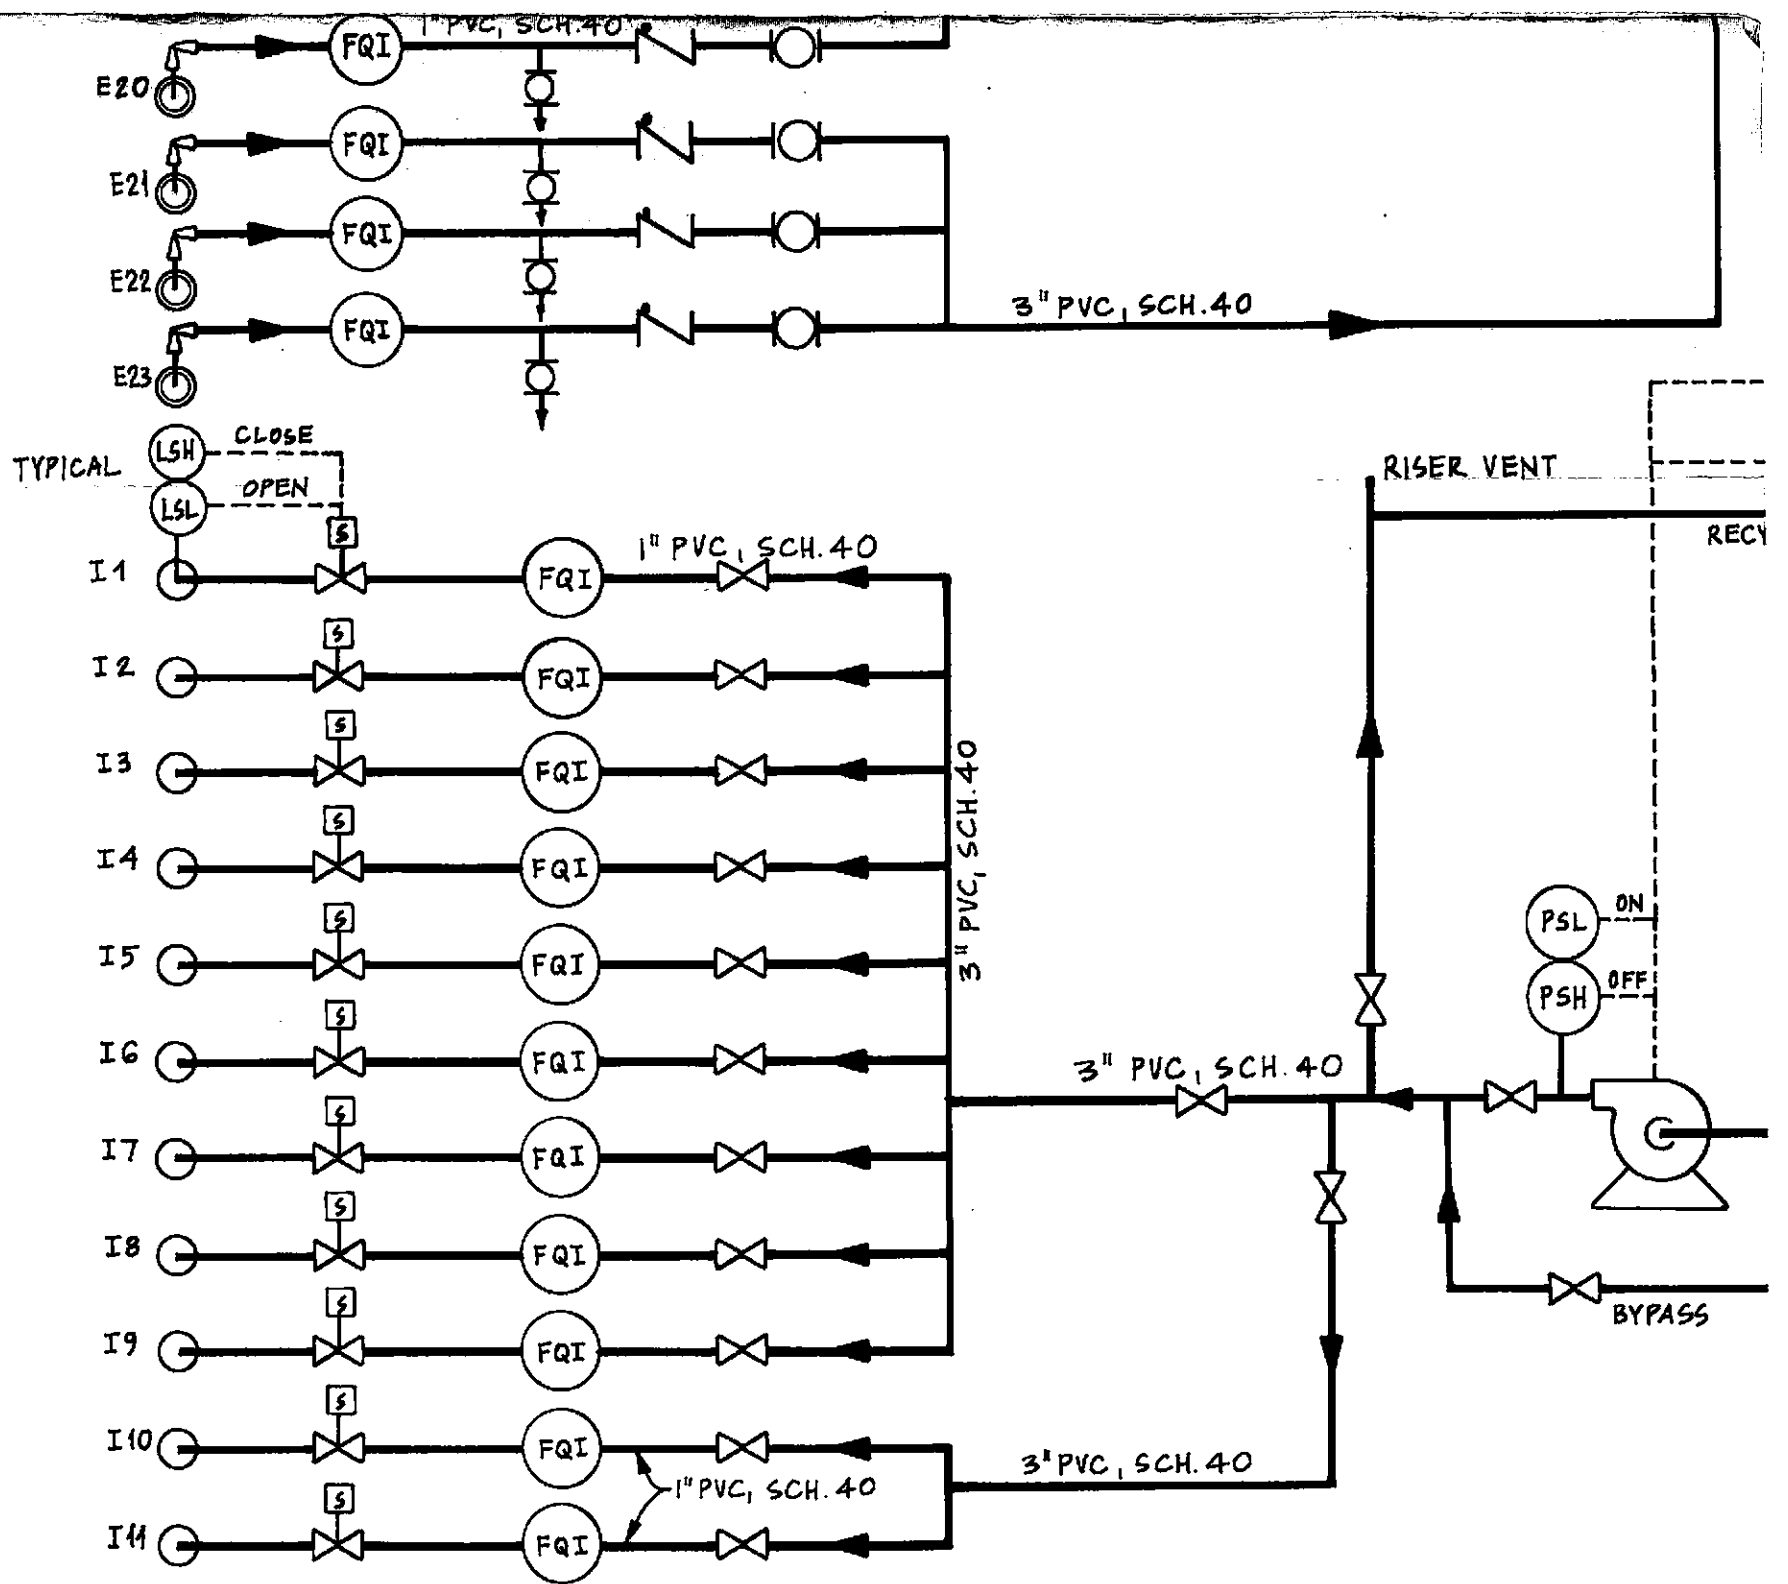 1" PVC, SCH.40
E20 FQI
E21 FQI
E22 FQI
E23 FQI
3" PVC, SCH.40
TYPICAL
LSH CLOSE
LSL OPEN
S
I1 FQI
1" PVC, SCH.40
RISER VENT
RECY
S
I2 FQI
S
I3 FQI
S
I4 FQI
S
I5 FQI
3" PVC, SCH.40
S
I6 FQI
S
I7 FQI
S
I8 FQI
S
I9 FQI
S
I10 FQI
1" PVC, SCH.40
S
I11 FQI
3" PVC, SCH.40
3" PVC, SCH.40
PSL ON
PSH OFF
BYPASS